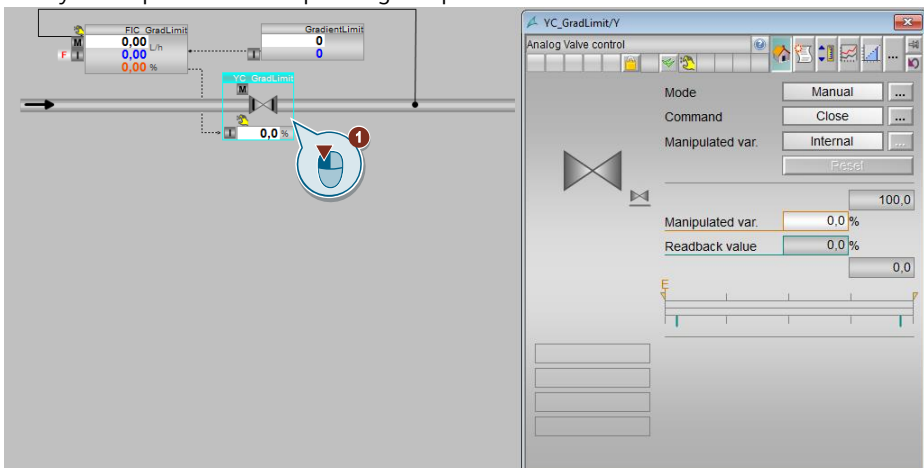 FIC_GradLimit
M
0,00
L/h
F
I
0,00
0,00 %
GradientLimit
0
I
0
YC_GradLimit
M
I
0,0 %
1
YC_GradLimit/Y
Analog Valve control
...
Mode
Manual
...
Command
Close
...
Manipulated var.
Internal
...
Reset
100,0
Manipulated var.
0,0 %
Readback value
0,0 %
0,0
E